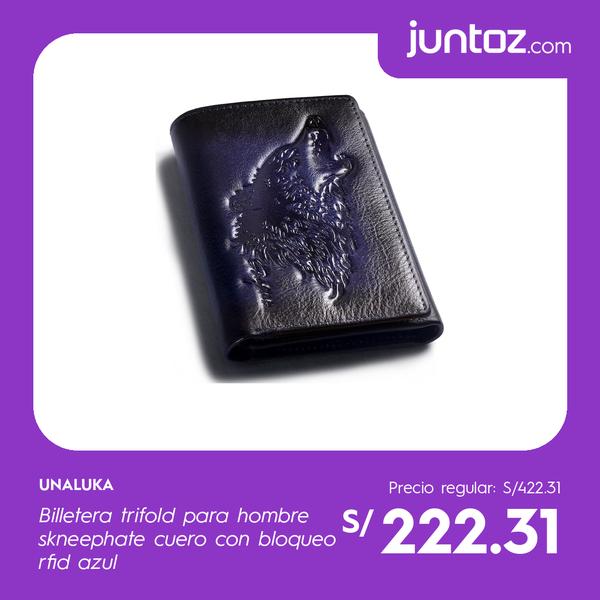 juntoz.com
UNALUKA
Billetera trifold para hombre
skneephate cuero con bloqueo
rfid azul
Precio regular: S/422.31
S/222.31